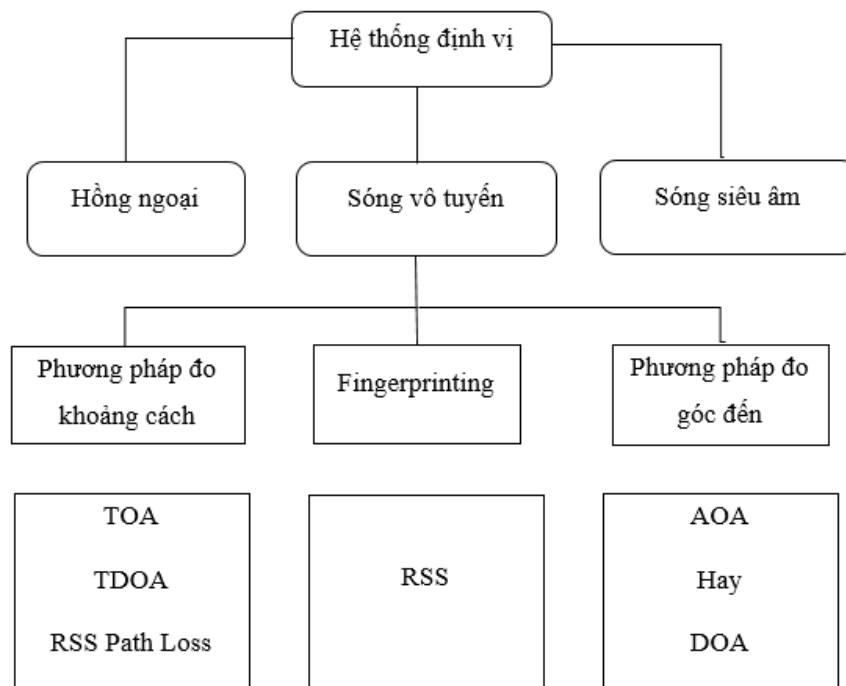 Hệ thống định vị
Hồng ngoại
Sóng vô tuyến
Sóng siêu âm
Phương pháp đo
khoảng cách
Fingerprinting
Phương pháp đo
góc đến
TOA
TDOA
RSS Path Loss
RSS
AOA
Hay
DOA